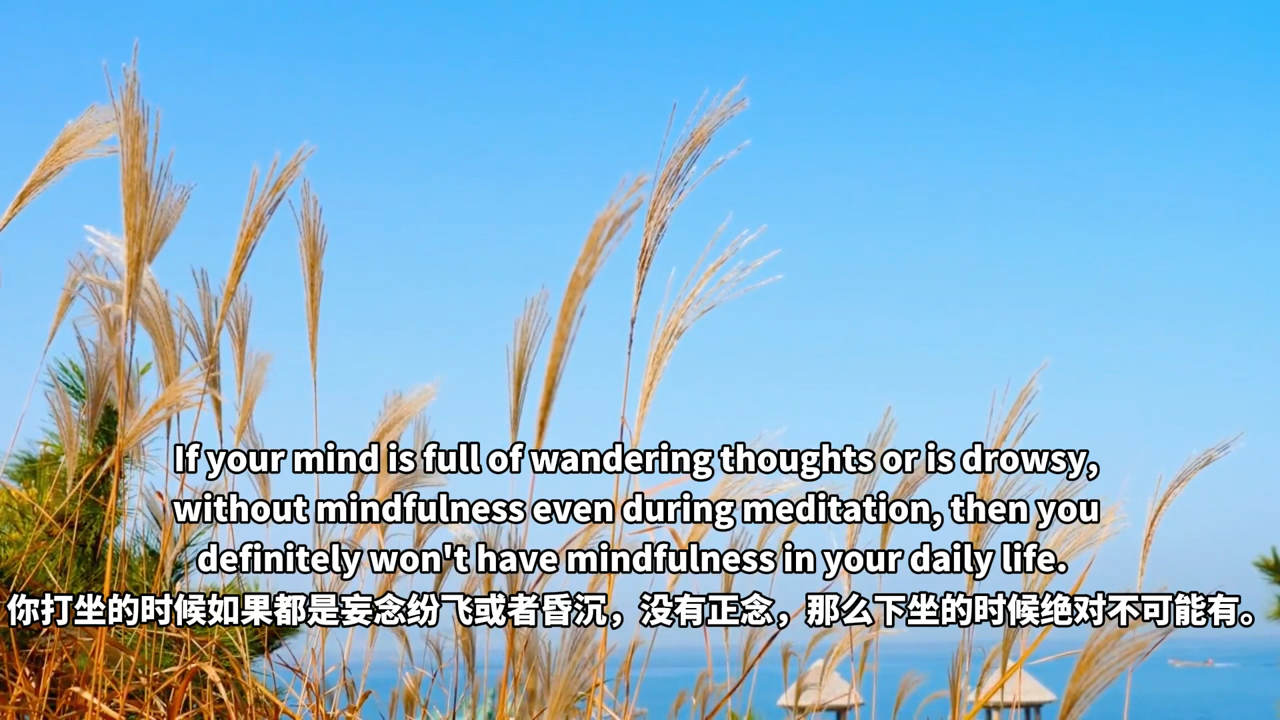 If your mind is full of wandering thoughts or is drowsy,
without mindfulness even during meditation, then you
definitely won't have mindfulness in your daily life.
你打坐的时候如果都是妄念纷飞或者昏沉，没有正念，那么下坐的时候绝对不可能有。